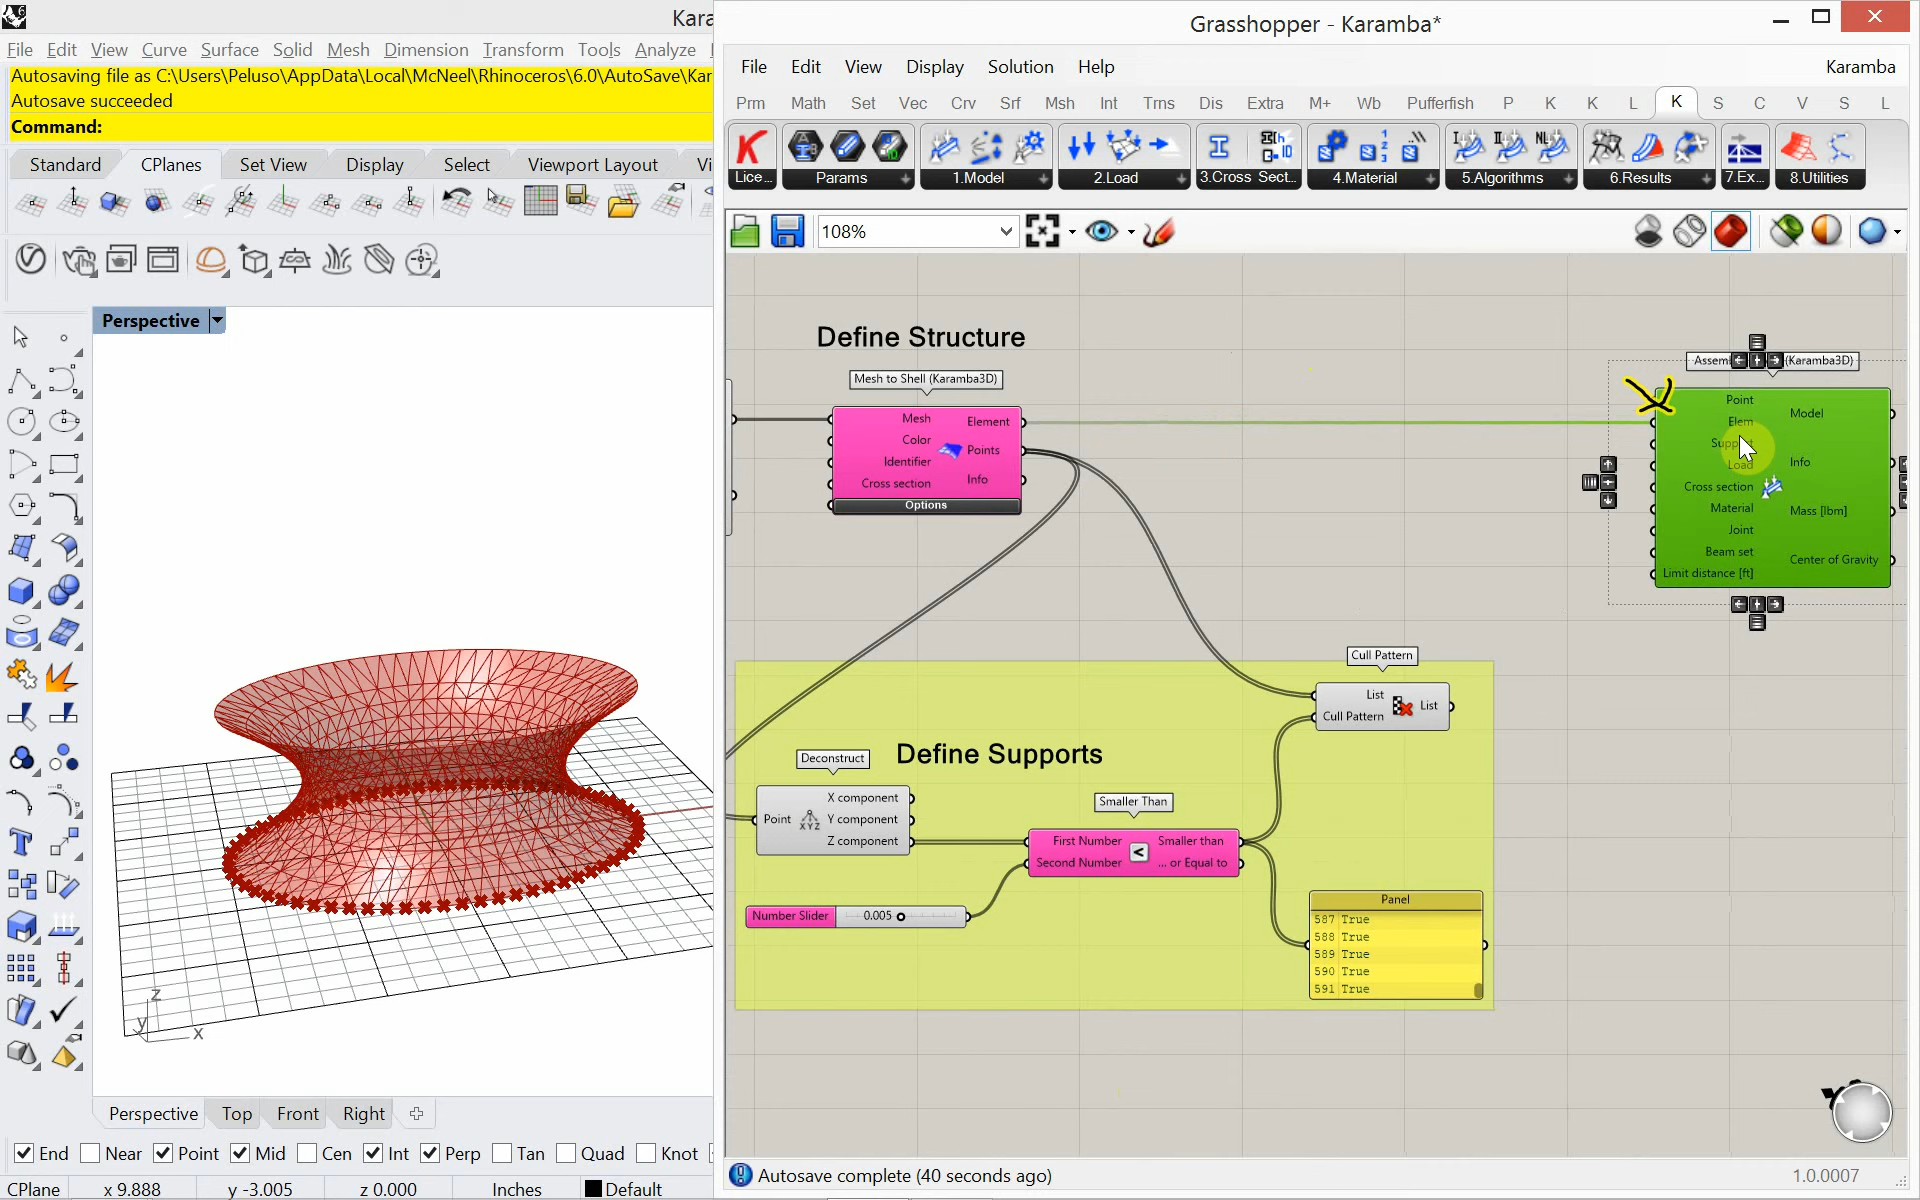 Kara
File Edit View Curve Surface Solid Mesh Dimension Transform Tools Analyze
Autosaving file as C:\Users\Peluso\AppData\Local\McNeel\Rhinoceros\6.0\AutoSave\Kar
Autosave succeeded
Command:
Standard CPlanes Set View Display Select Viewport Layout Vi
Perspective
z
y
x
Perspective Top Front Right
End Near Point Mid Cen Int Perp Tan Quad Knot
CPlane x 9.888 y -3.005 z 0.000 Inches Default
Grasshopper - Karamba*
File Edit View Display Solution Help Karamba
Prm Math Set Vec Crv Srf Msh Int Trns Dis Extra M+ Wb Pufferfish P K K L K S C V S L
Lice... Params 1.Model 2.Load 3.Cross Sect... 4.Material 5.Algorithms 6.Results 7.Ex... 8.Utilities
108%
Define Structure
Mesh to Shell (Karamba3D)
Mesh
Color
Identifier
Cross section
Element
Points
Info
Options
Assem (Karamba3D)
Point
Elem
Support
Load
Cross section
Material
Joint
Beam set
Limit distance [ft]
Model
Info
Mass [lbm]
Center of Gravity
Cull Pattern
List
Cull Pattern
List
Define Supports
Deconstruct
Point
XYZ
X component
Y component
Z component
Smaller Than
First Number
Second Number
<
Smaller than
... or Equal to
Number Slider 0.005
Panel
587 True
588 True
589 True
590 True
591 True
Autosave complete (40 seconds ago) 1.0.0007